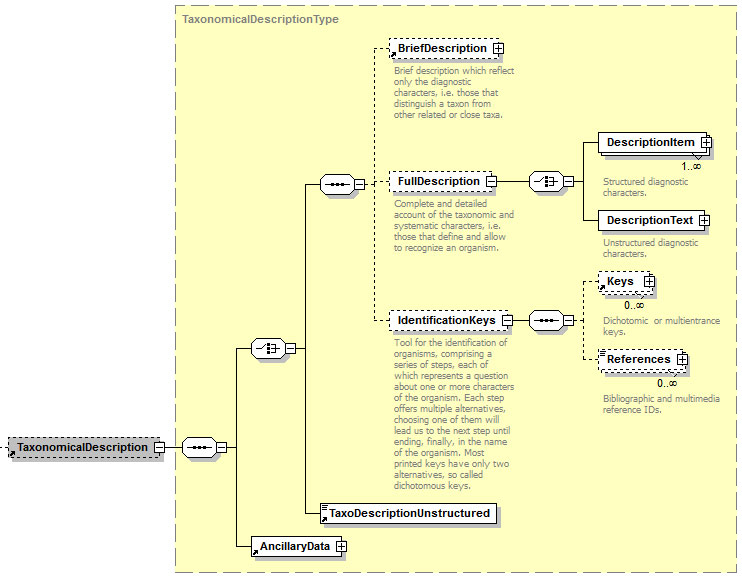 TaxonomicalDescriptionType
BriefDescription
Brief description which reflect
only the diagnostic
characters, i.e. those that
distinguish a taxon from
other related or close taxa.
FullDescription
Complete and detailed
account of the taxonomic and
systematic characters, i.e.
those that define and allow
to recognize an organism.
DescriptionItem
1..∞
Structured diagnostic
characters.
DescriptionText
Unstructured diagnostic
characters.
IdentificationKeys
Tool for the identification of
organisms, comprising a
series of steps, each of
which represents a question
about one or more characters
of the organism. Each step
offers multiple alternatives,
choosing one of them will
lead us to the next step until
ending, finally, in the name
of the organism. Most
printed keys have only two
alternatives, so called
dichotomous keys.
Keys
0..∞
Dichotomic or multientrance
keys.
References
0..∞
Bibliographic and multimedia
reference IDs.
TaxonomicalDescription
TaxoDescriptionUnstructured
AncillaryData